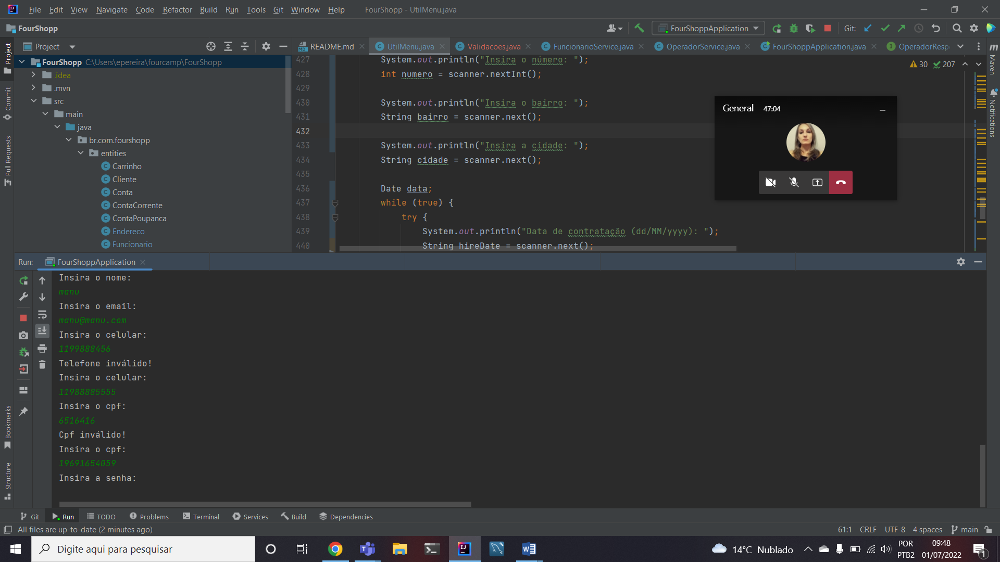 File Edit View Navigate Code Refactor Build Run Tools Git Window Help FourShopp - UtilMenu.java
FourShopp FourShoppApplication Git:
Project README.md UtilMenu.java Validacoes.java FuncionarioService.java OperadorService.java FourShoppApplication.java OperadorResp
Project
Commit
Pull Requests
Bookmarks
Structure
Maven
Notifications
FourShopp C:\Users\epereira\fourcamp\FourShopp
.idea
.mvn
src
main
java
br.com.fourshopp
entities
Carrinho
Cliente
Conta
ContaCorrente
ContaPoupanca
Endereco
Funcionario
30 207
427 System.out.println("Insira o número: ");
428 int numero = scanner.nextInt();
429
430 System.out.println("Insira o bairro: ");
431 String bairro = scanner.next();
432
433 System.out.println("Insira a cidade: ");
434 String cidade = scanner.next();
435
436 Date data;
437 while (true) {
438 try {
439 System.out.println("Data de contratação (dd/MM/yyyy): ");
440 String hireDate = scanner.next();
General 47:04
Run: FourShoppApplication
Insira o nome:
manu
Insira o email:
manu@manu.com
Insira o celular:
1199888456
Telefone inválido!
Insira o celular:
11988885555
Insira o cpf:
6516416
Cpf inválido!
Insira o cpf:
19691654059
Insira a senha:
Git Run TODO Problems Terminal Services Build Dependencies
All files are up-to-date (2 minutes ago) 61:1 CRLF UTF-8 4 spaces main
Digite aqui para pesquisar 14°C Nublado POR 09:48
PTB2 01/07/2022 1